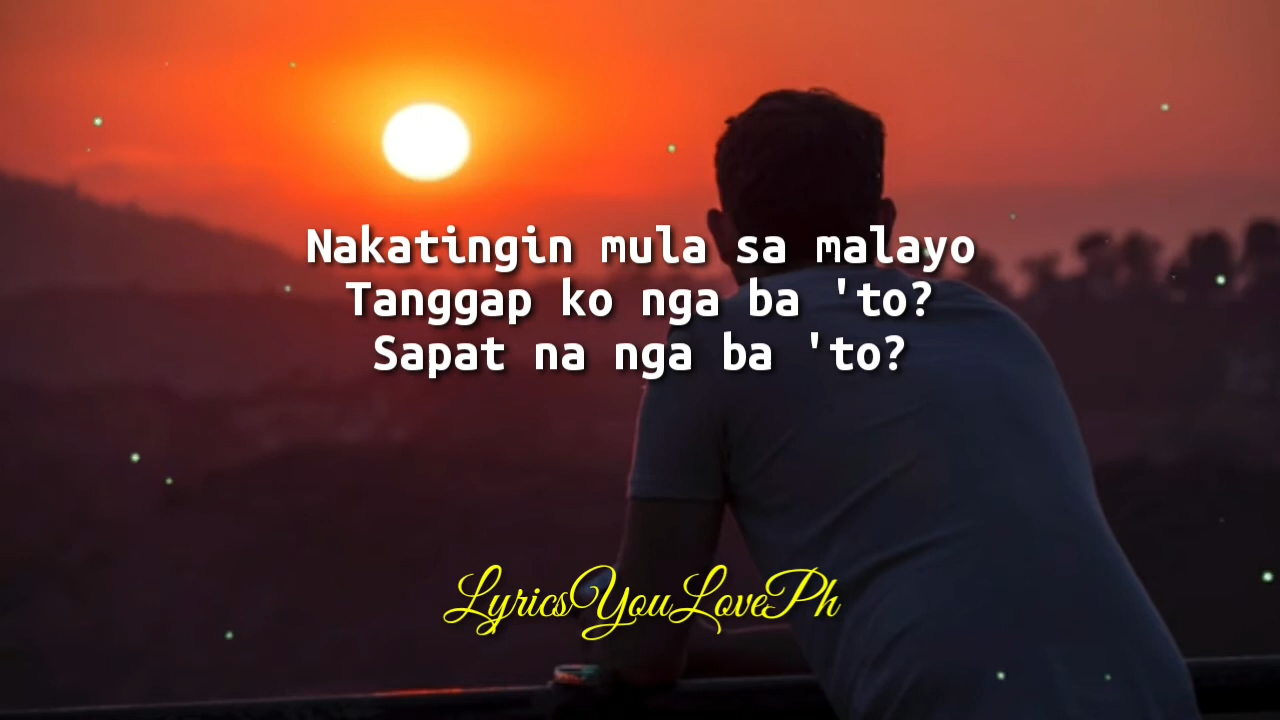 Nakatingin mula sa malayo
Tanggap ko nga ba 'to?
Sapat na nga ba 'to?
LyricsYouLovePh